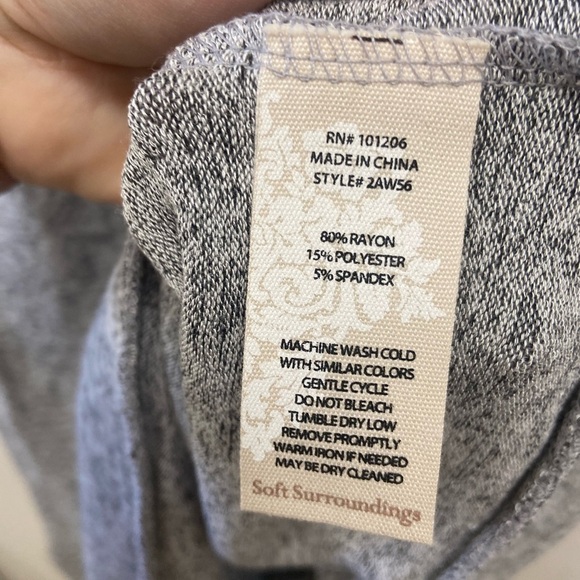 RN# 101206
MADE IN CHINA
STYLE# 2AW56
80% RAYON
15% POLYESTER
5% SPANDEX
MACHINE WASH COLD
WITH SIMILAR COLORS
GENTLE CYCLE
DO NOT BLEACH
TUMBLE DRY LOW
REMOVE PROMPTLY
WARM IRON IF NEEDED
MAY BE DRY CLEANED
Soft Surroundings